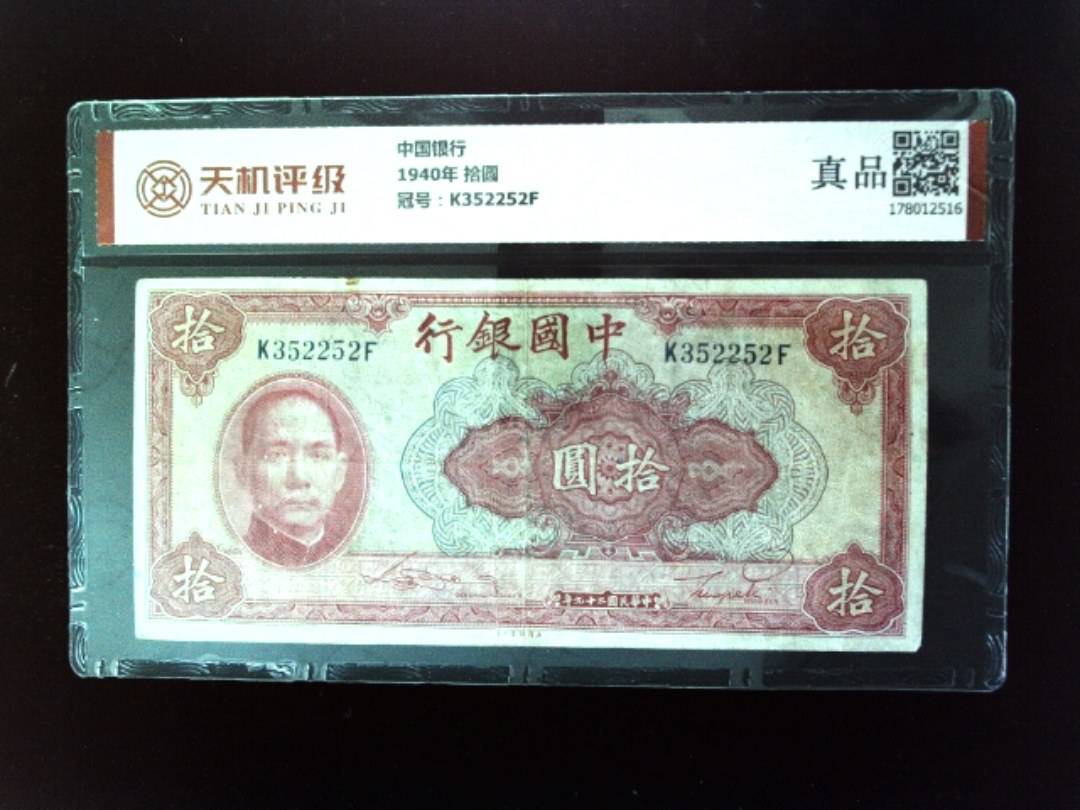 天机评级
TIAN JI PING JI
中国银行
1940年 拾圓
冠号：K352252F
真品
178012516
拾
行銀國中
拾
K352252F
K352252F
圓拾
拾
拾